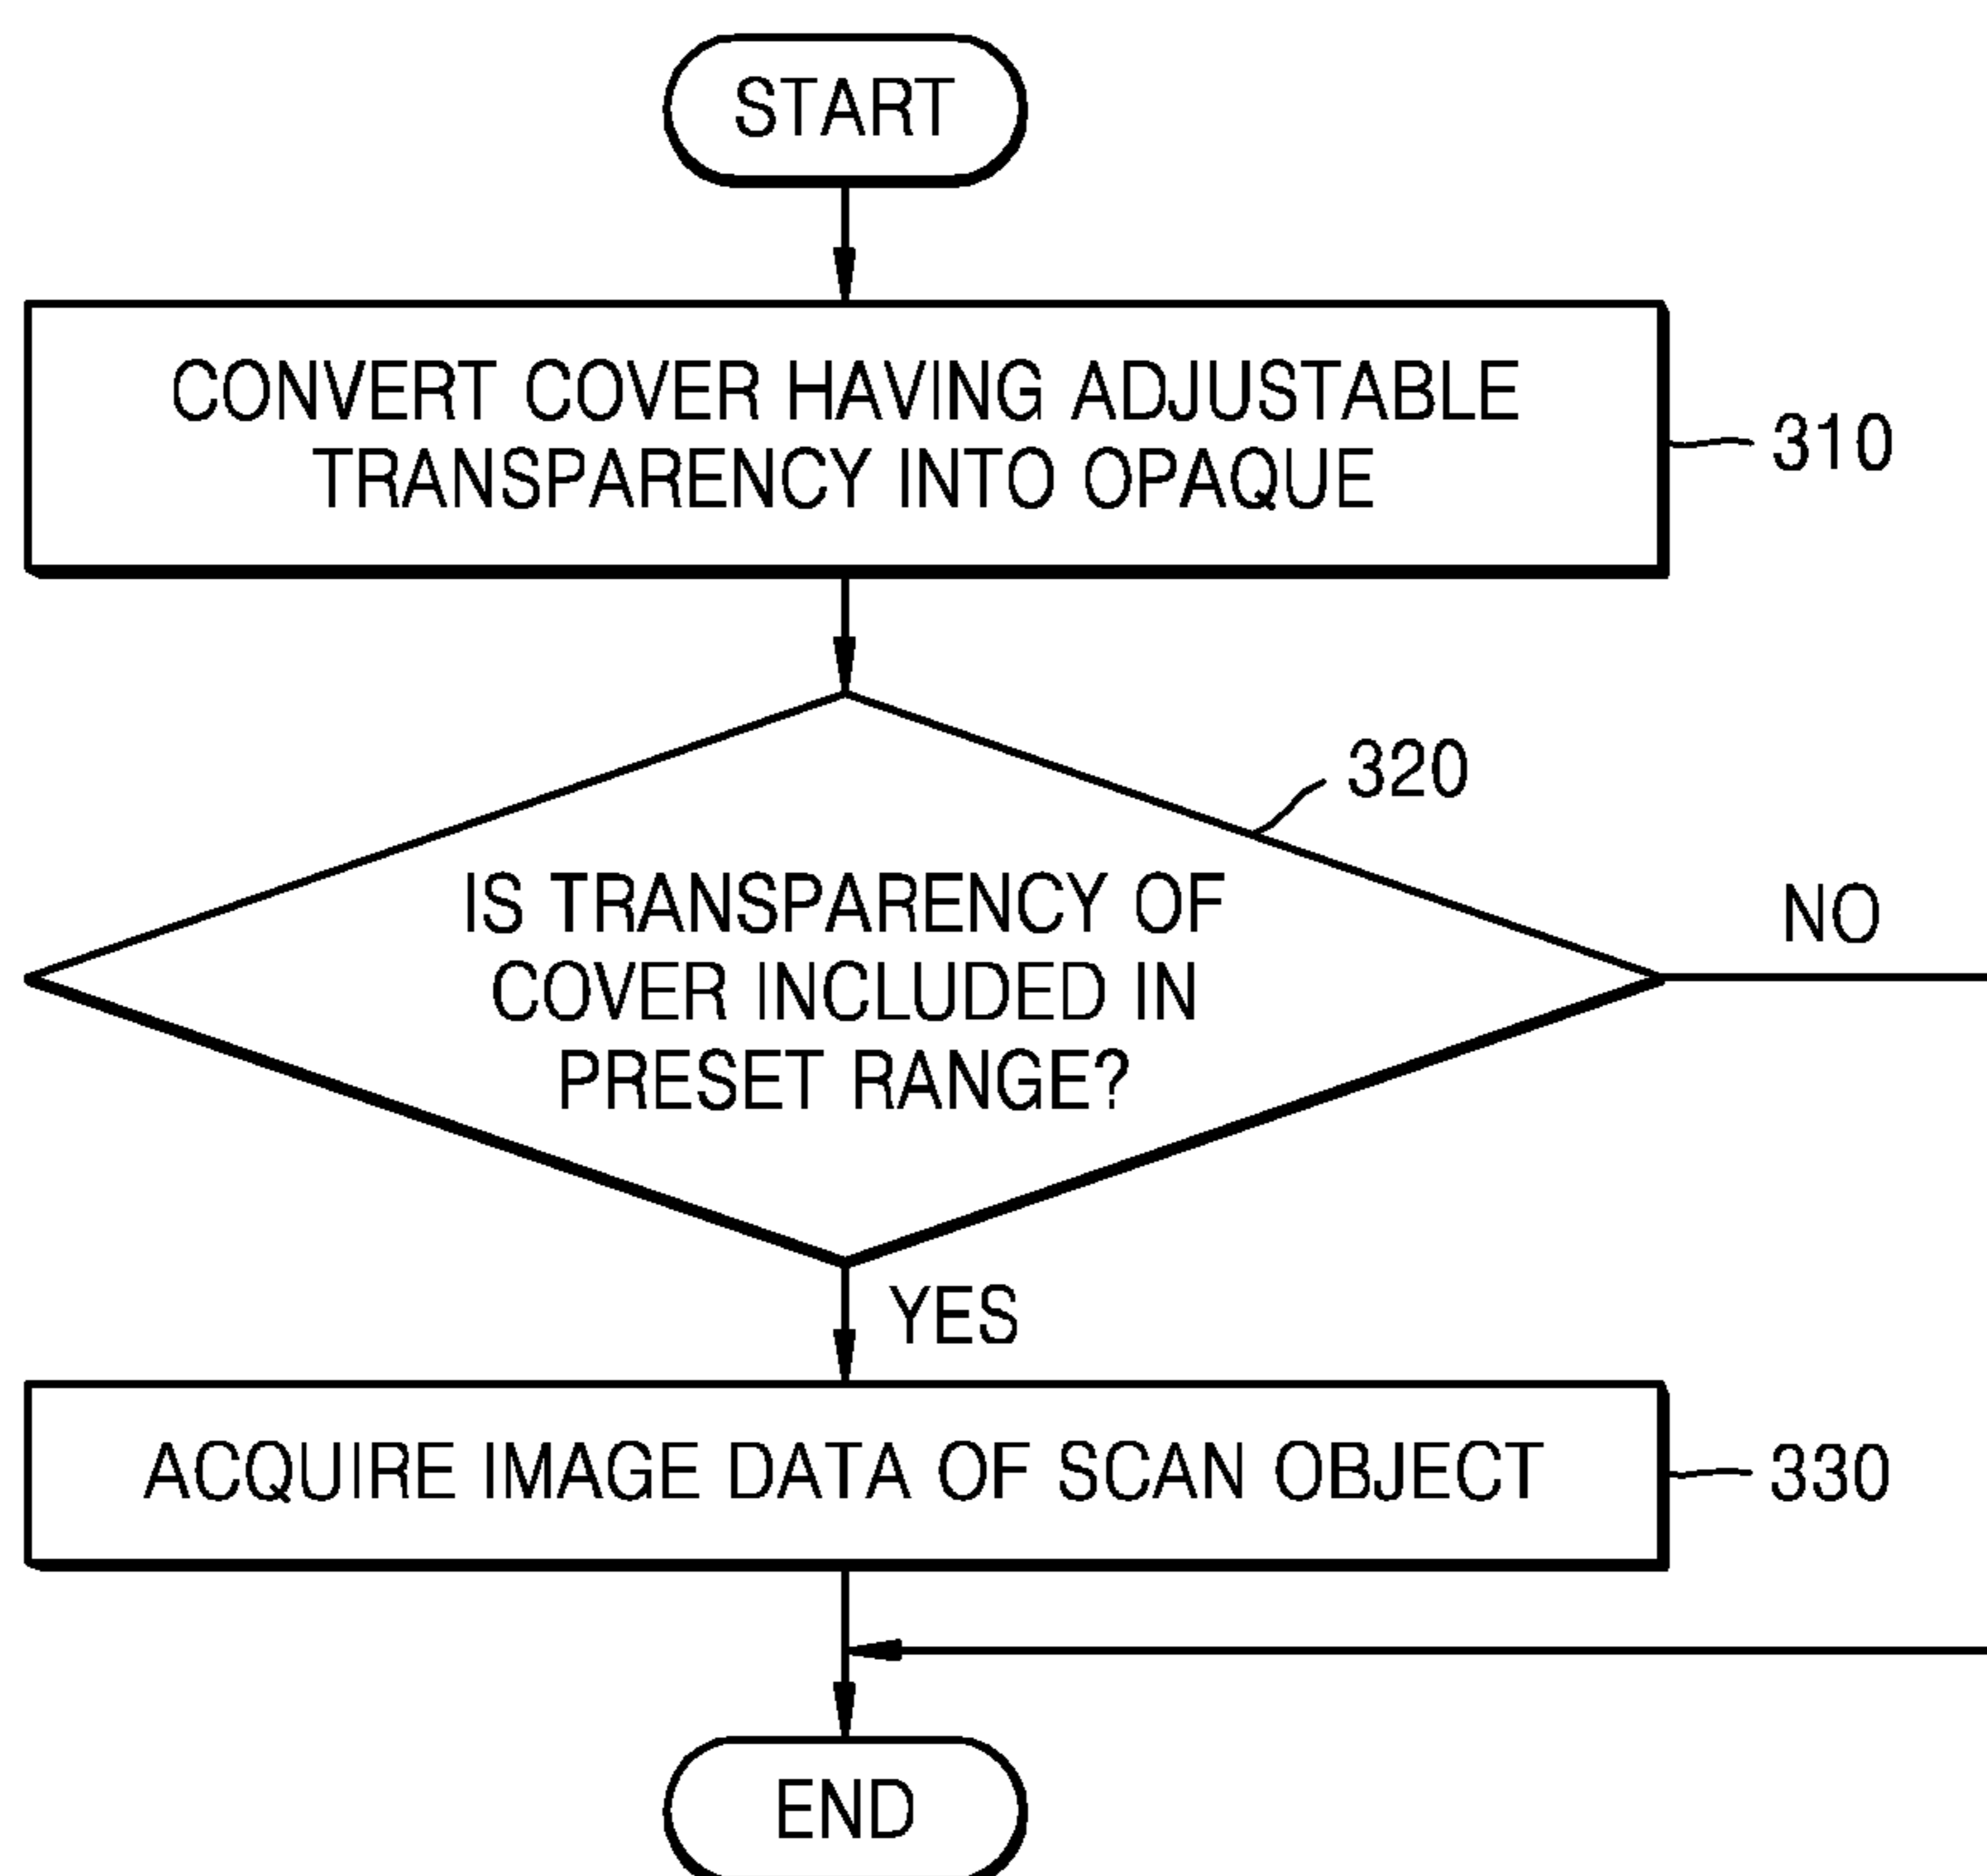 START
CONVERT COVER HAVING ADJUSTABLE
TRANSPARENCY INTO OPAQUE
310
320
IS TRANSPARENCY OF
COVER INCLUDED IN
PRESET RANGE?
NO
YES
ACQUIRE IMAGE DATA OF SCAN OBJECT
330
END